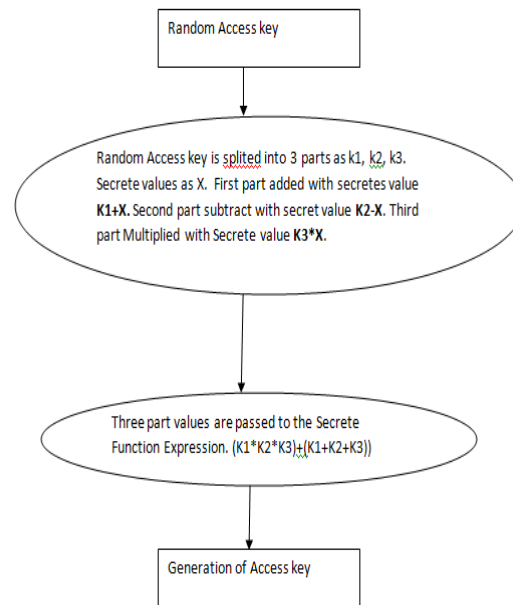 Random Access key
Random Access key is splited into 3 parts as k1, k2, k3.
Secrete values as X.  First part added with secretes value
K1+X. Second part subtract with secret value K2-X. Third
part Multiplied with Secrete value K3*X.
Three part values are passed to the Secrete
Function Expression. (K1*K2*K3)+(K1+K2+K3))
Generation of Access key